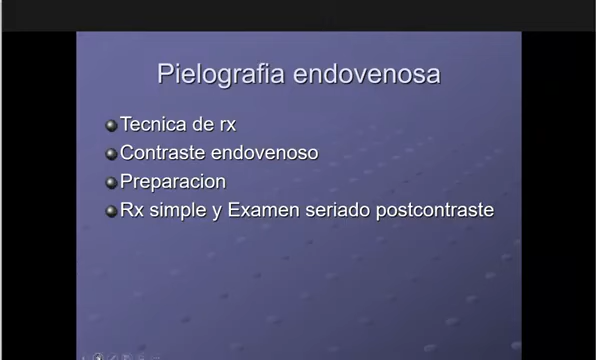 Pielografia endovenosa
Tecnica de rx
Contraste endovenoso
Preparacion
Rx simple y Examen seriado postcontraste